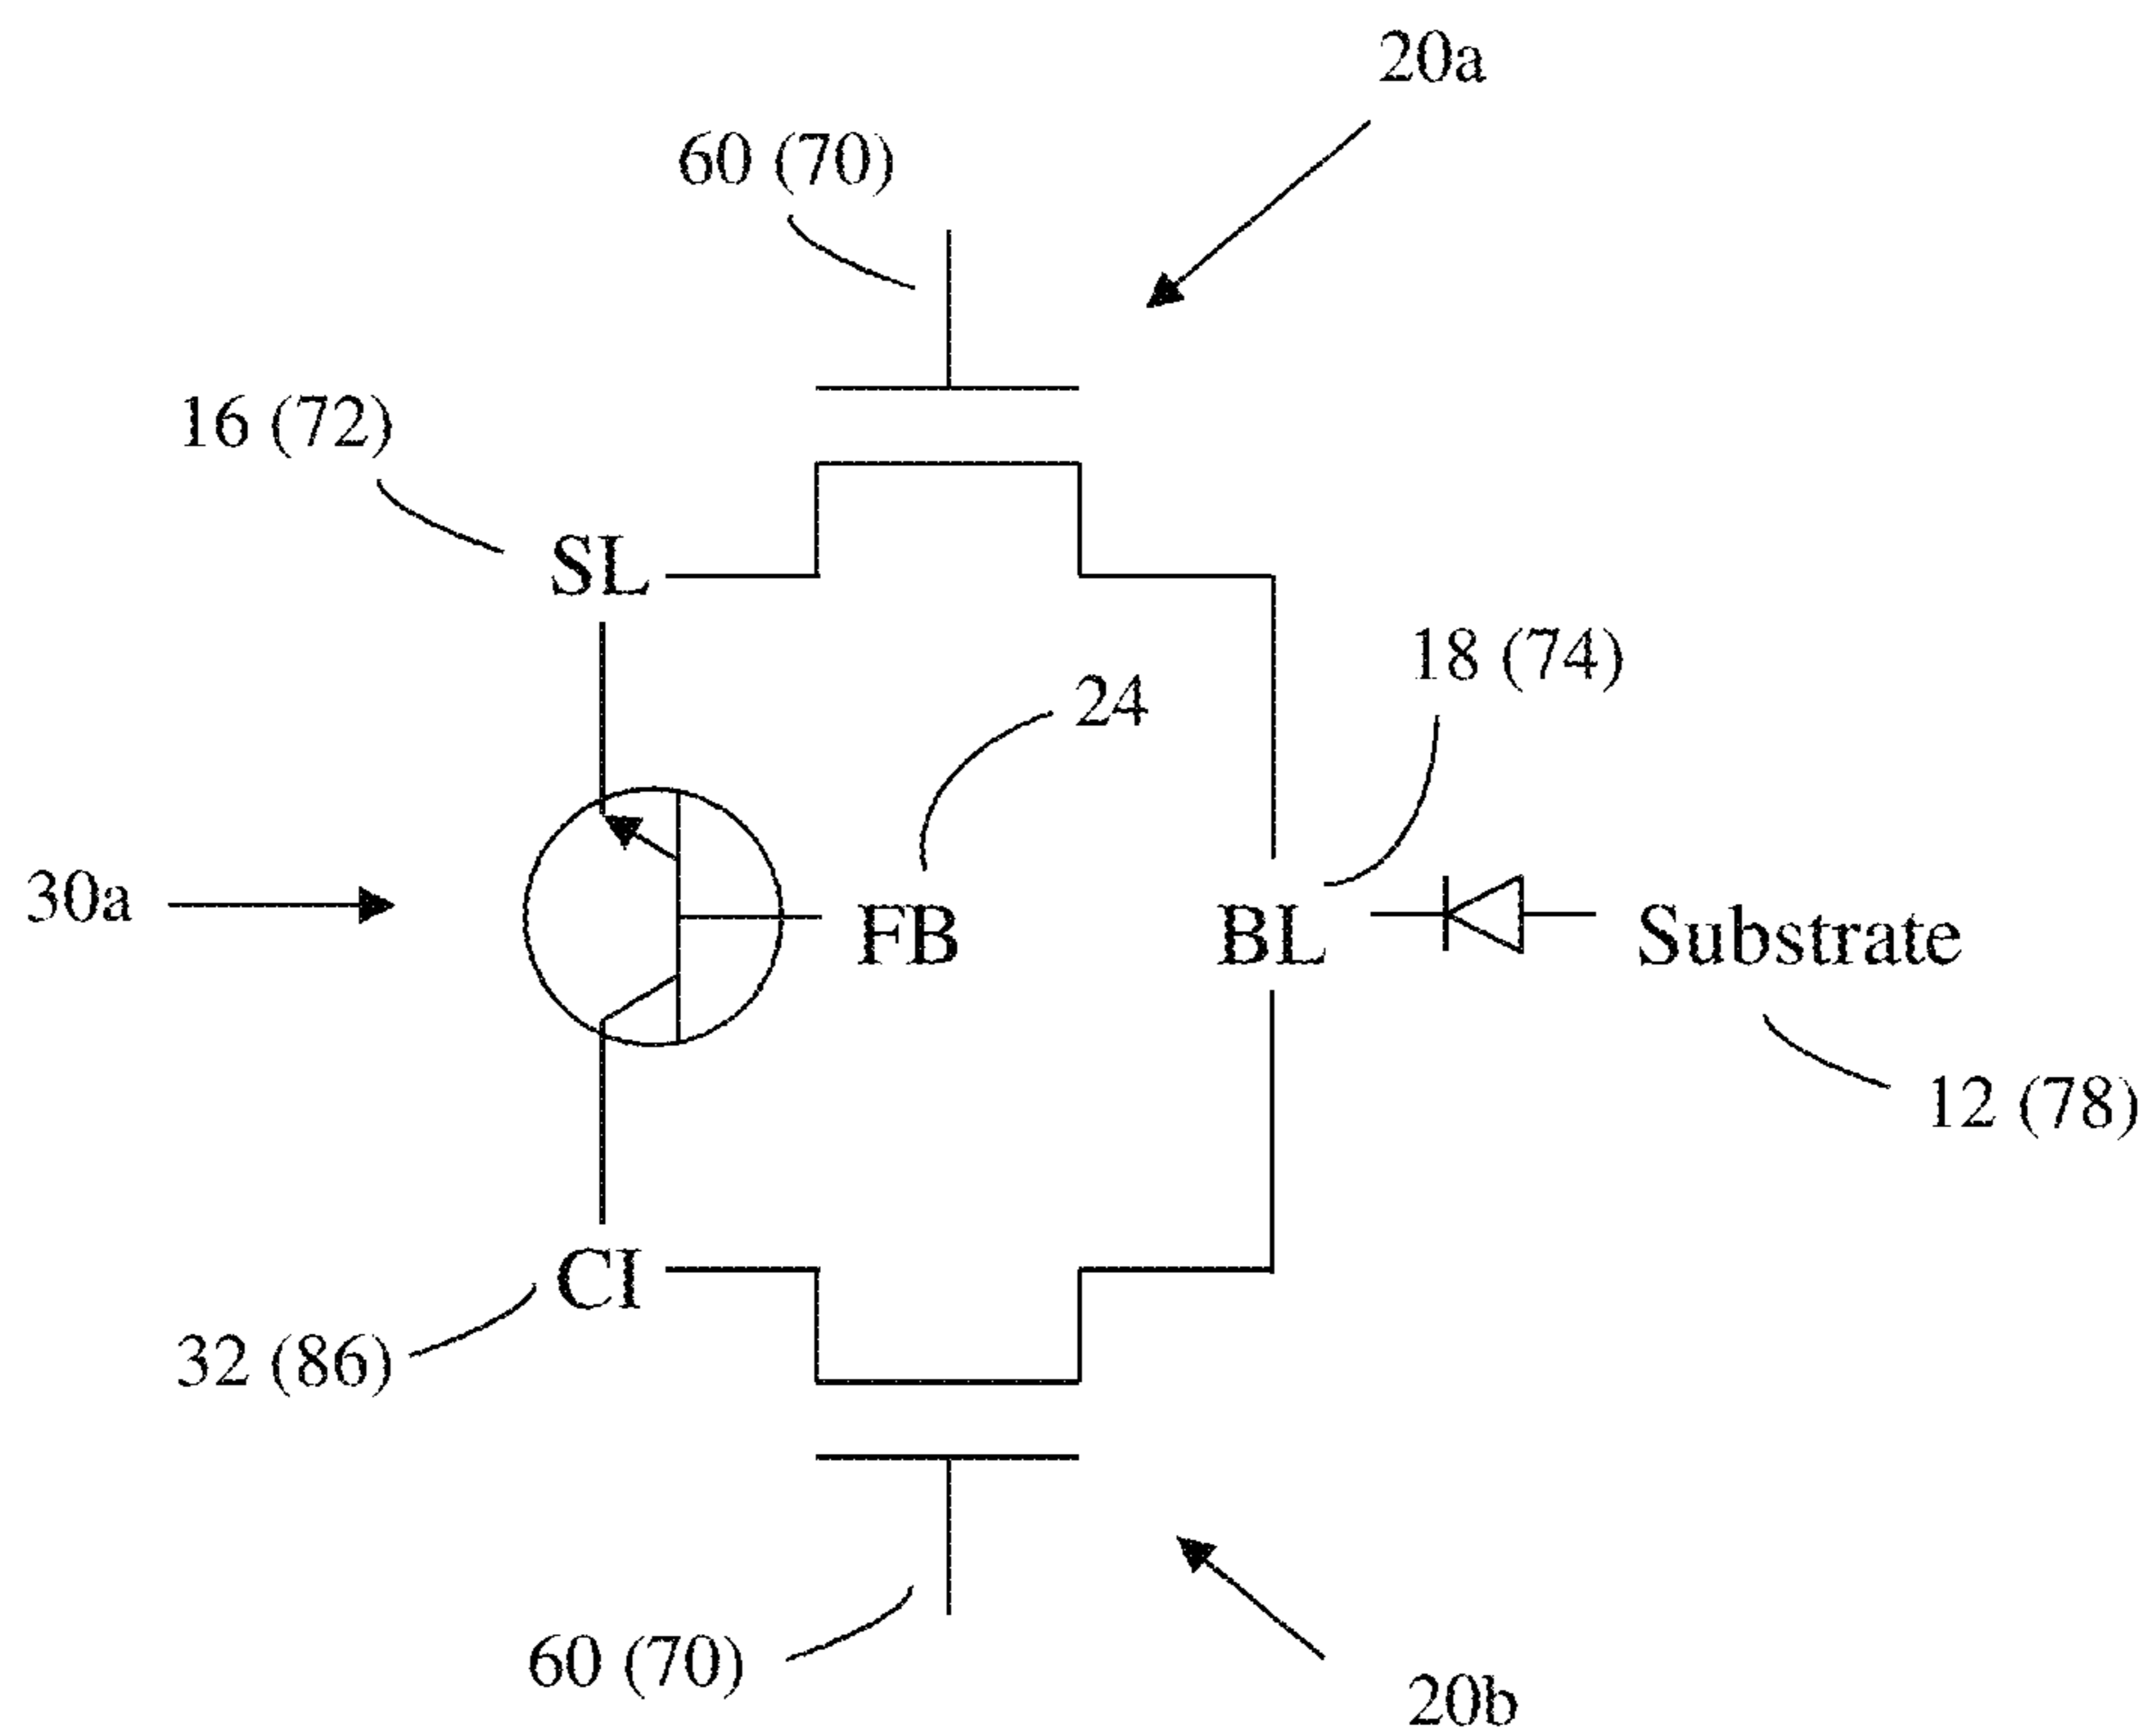 20a
60 (70)
16 (72)
SL
18 (74)
24
30a
FB
BL
Substrate
12 (78)
CI
32 (86)
60 (70)
20b